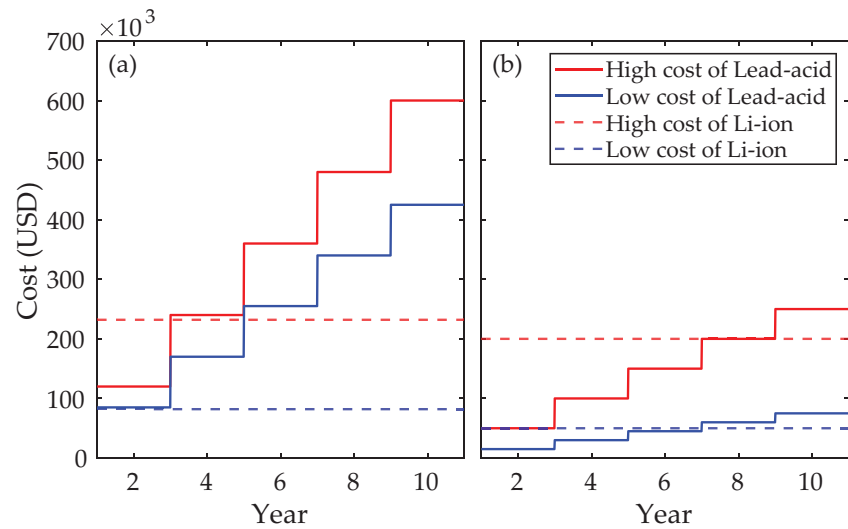 ×10³
700
600
500
400
300
200
100
0
Cost (USD)
(a)
2 4 6 8 10
Year
(b)
High cost of Lead-acid
Low cost of Lead-acid
High cost of Li-ion
Low cost of Li-ion
2 4 6 8 10
Year